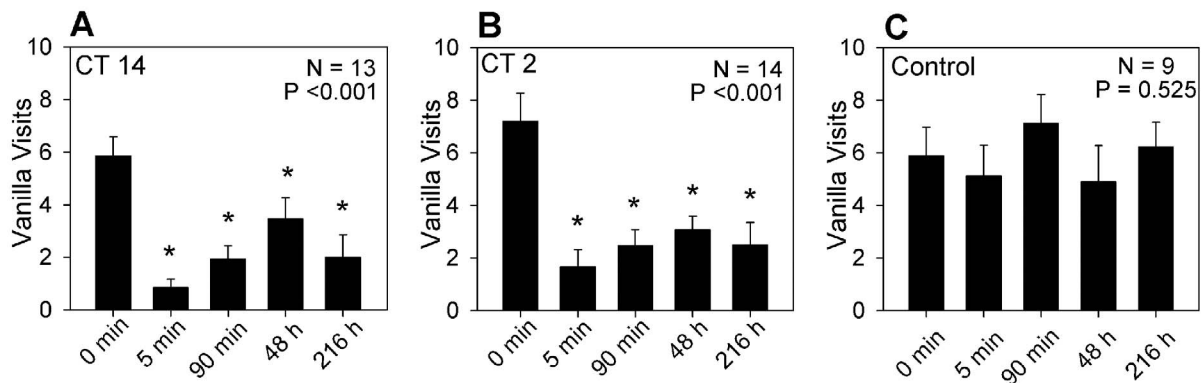 A
CT 14
N = 13
P <0.001
Vanilla Visits
10
8
6
4
2
0
*
*
*
*
0 min
5 min
90 min
48 h
216 h
B
CT 2
N = 14
P <0.001
Vanilla Visits
10
8
6
4
2
0
*
*
*
*
0 min
5 min
90 min
48 h
216 h
C
Control
N = 9
P = 0.525
Vanilla Visits
10
8
6
4
2
0
0 min
5 min
90 min
48 h
216 h